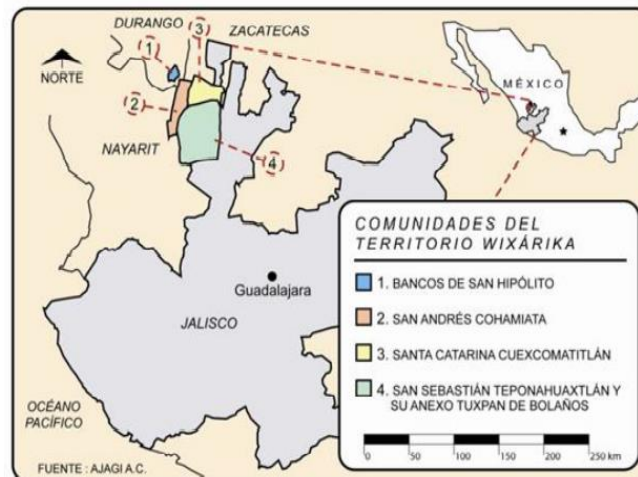 DURANGO
3
ZACATECAS
1
NORTE
MÉXICO
2
NAYARIT
4
COMUNIDADES DEL
TERRITORIO WIXÁRIKA
1. BANCOS DE SAN HIPÓLITO
2. SAN ANDRÉS COHAMIATA
3. SANTA CATARINA CUEXCOMATITLÁN
4. SAN SEBASTIÁN TEPONAHUAXTLÁN Y
SU ANEXO TUXPAN DE BOLAÑOS
0 50 100 150 200 250 km
Guadalajara
JALISCO
OCÉANO
PACÍFICO
FUENTE : AJAGI A.C.